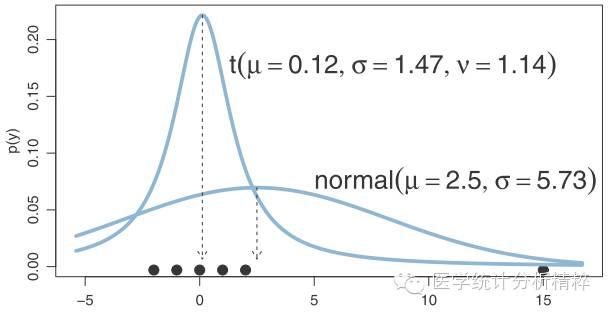 0.20
0.15
0.10
0.05
0.00
p(y)
t(μ = 0.12, σ = 1.47, ν = 1.14)
normal(μ = 2.5, σ = 5.73)
医学统计分析精粹
−5
0
5
10
15